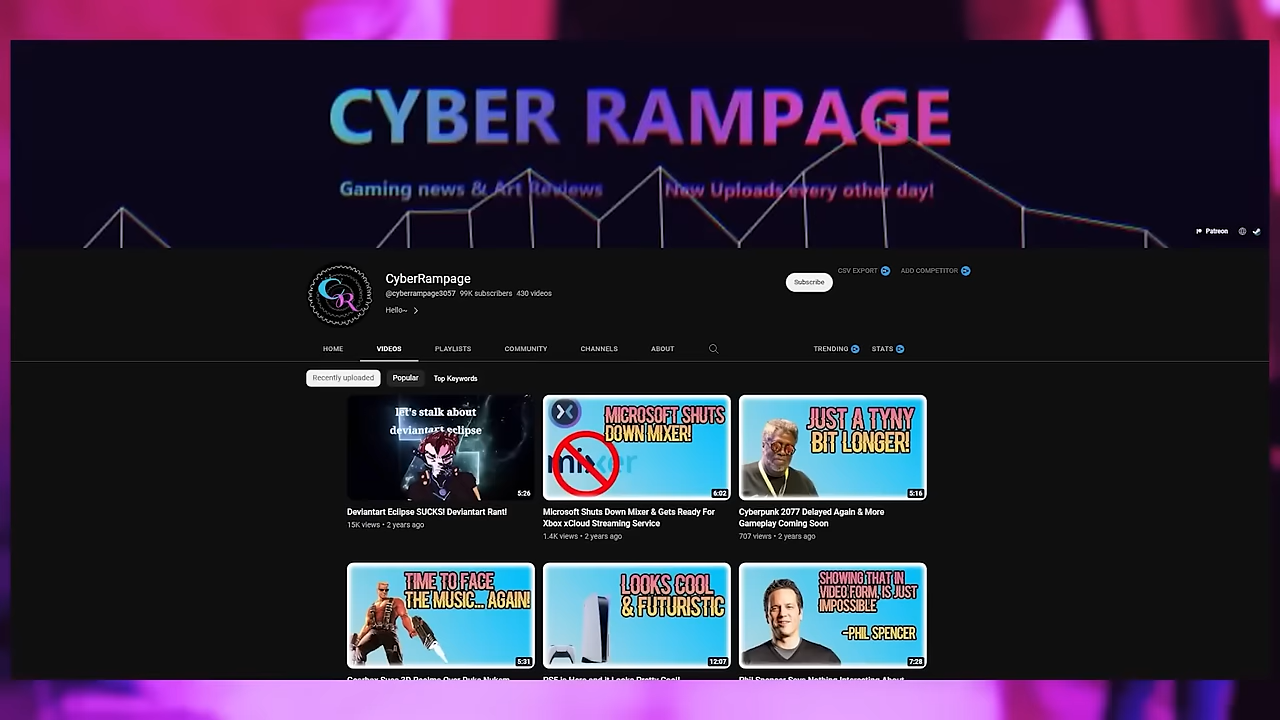 CYBER RAMPAGE
Gaming news & Art Reviews
New Uploads every other day!
Patreon
CR
CyberRampage
@cyberrampage3057 99K subscribers 430 videos
Hello~
Subscribe
CSV EXPORT
ADD COMPETITOR
HOME
VIDEOS
PLAYLISTS
COMMUNITY
CHANNELS
ABOUT
TRENDING
STATS
Recently uploaded
Popular
Top Keywords
let's stalk about
deviantart eclipse
5:26
MICROSOFT SHUTS
DOWN MIXER!
mixer
6:02
JUST A TYNY
BIT LONGER!
5:16
Deviantart Eclipse SUCKS! Deviantart Rant!
15K views • 2 years ago
Microsoft Shuts Down Mixer & Gets Ready For
Xbox xCloud Streaming Service
1.4K views • 2 years ago
Cyberpunk 2077 Delayed Again & More
Gameplay Coming Soon
707 views • 2 years ago
TIME TO FACE
THE MUSIC... AGAIN!
5:31
LOOKS COOL
& FUTURISTIC
12:07
SHOWING THAT IN
VIDEO FORM, IS JUST
IMPOSSIBLE
-PHIL SPENCER
7:28